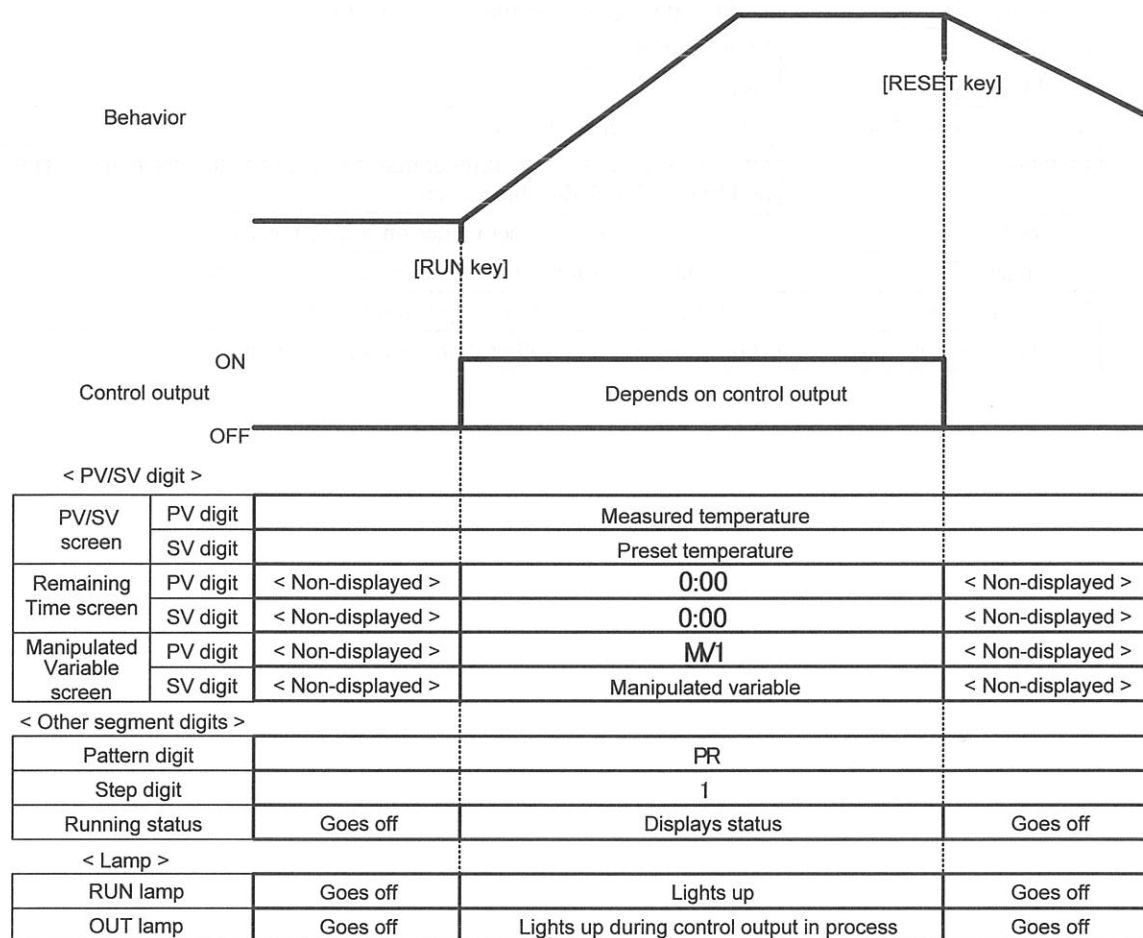 [RESET key]
Behavior
[RUN key]
ON
Control output
Depends on control output
OFF
< PV/SV digit >
PV/SV screen PV digit Measured temperature
SV digit Preset temperature
Remaining Time screen PV digit < Non-displayed > 0:00 < Non-displayed >
SV digit < Non-displayed > 0:00 < Non-displayed >
Manipulated Variable screen PV digit < Non-displayed > MV1 < Non-displayed >
SV digit < Non-displayed > Manipulated variable < Non-displayed >
< Other segment digits >
Pattern digit PR
Step digit 1
Running status Goes off Displays status Goes off
< Lamp >
RUN lamp Goes off Lights up Goes off
OUT lamp Goes off Lights up during control output in process Goes off